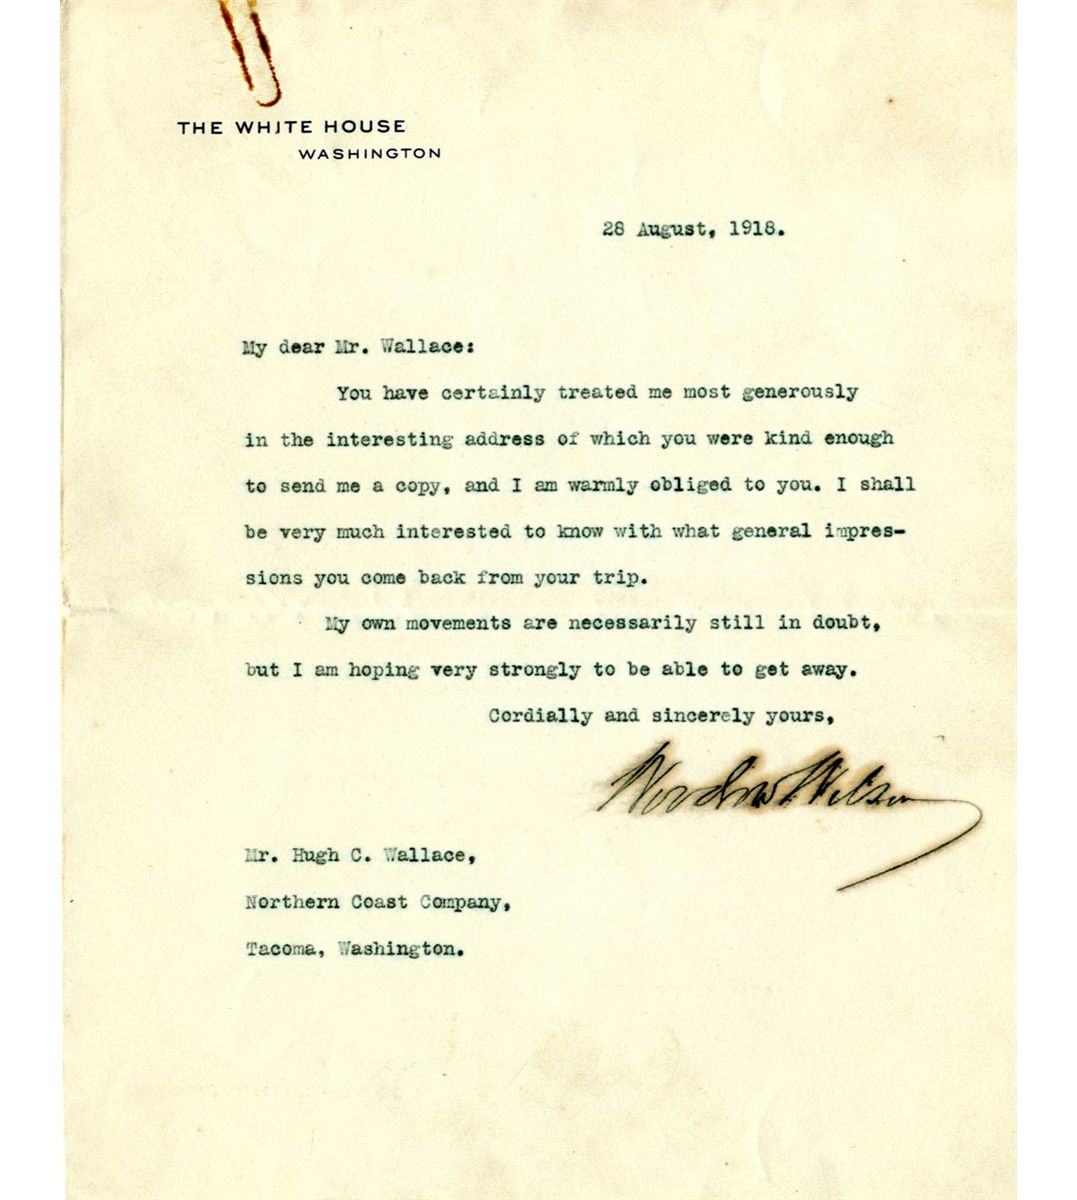 THE WHITE HOUSE
WASHINGTON
28 August, 1918.
My dear Mr. Wallace:
You have certainly treated me most generously
in the interesting address of which you were kind enough
to send me a copy, and I am warmly obliged to you. I shall
be very much interested to know with what general impres-
sions you come back from your trip.
My own movements are necessarily still in doubt,
but I am hoping very strongly to be able to get away.
Cordially and sincerely yours,
Woodrow Wilson
Mr. Hugh C. Wallace,
Northern Coast Company,
Tacoma, Washington.